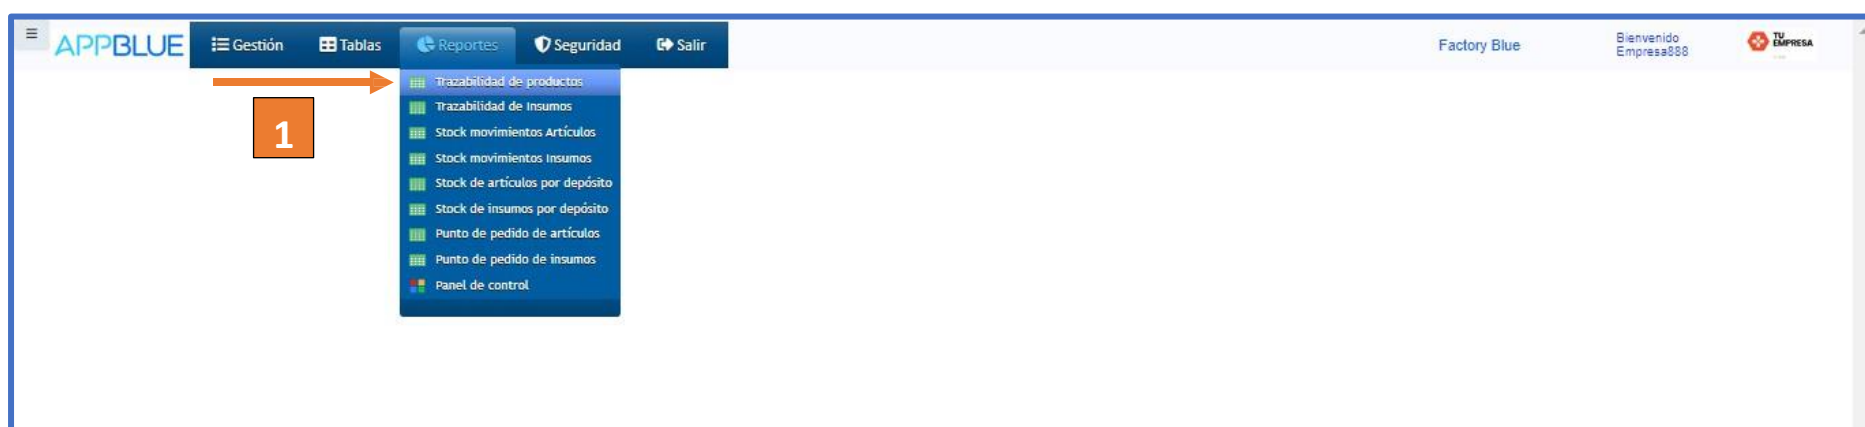 APPBLUE Gestión Tablas Reportes Seguridad Salir Factory Blue Bienvenido
Empresa888
TU
EMPRESA
Trazabilidad de productos
1
Trazabilidad de Insumos
Stock movimientos Artículos
Stock movimientos Insumos
Stock de artículos por depósito
Stock de insumos por depósito
Punto de pedido de artículos
Punto de pedido de insumos
Panel de control